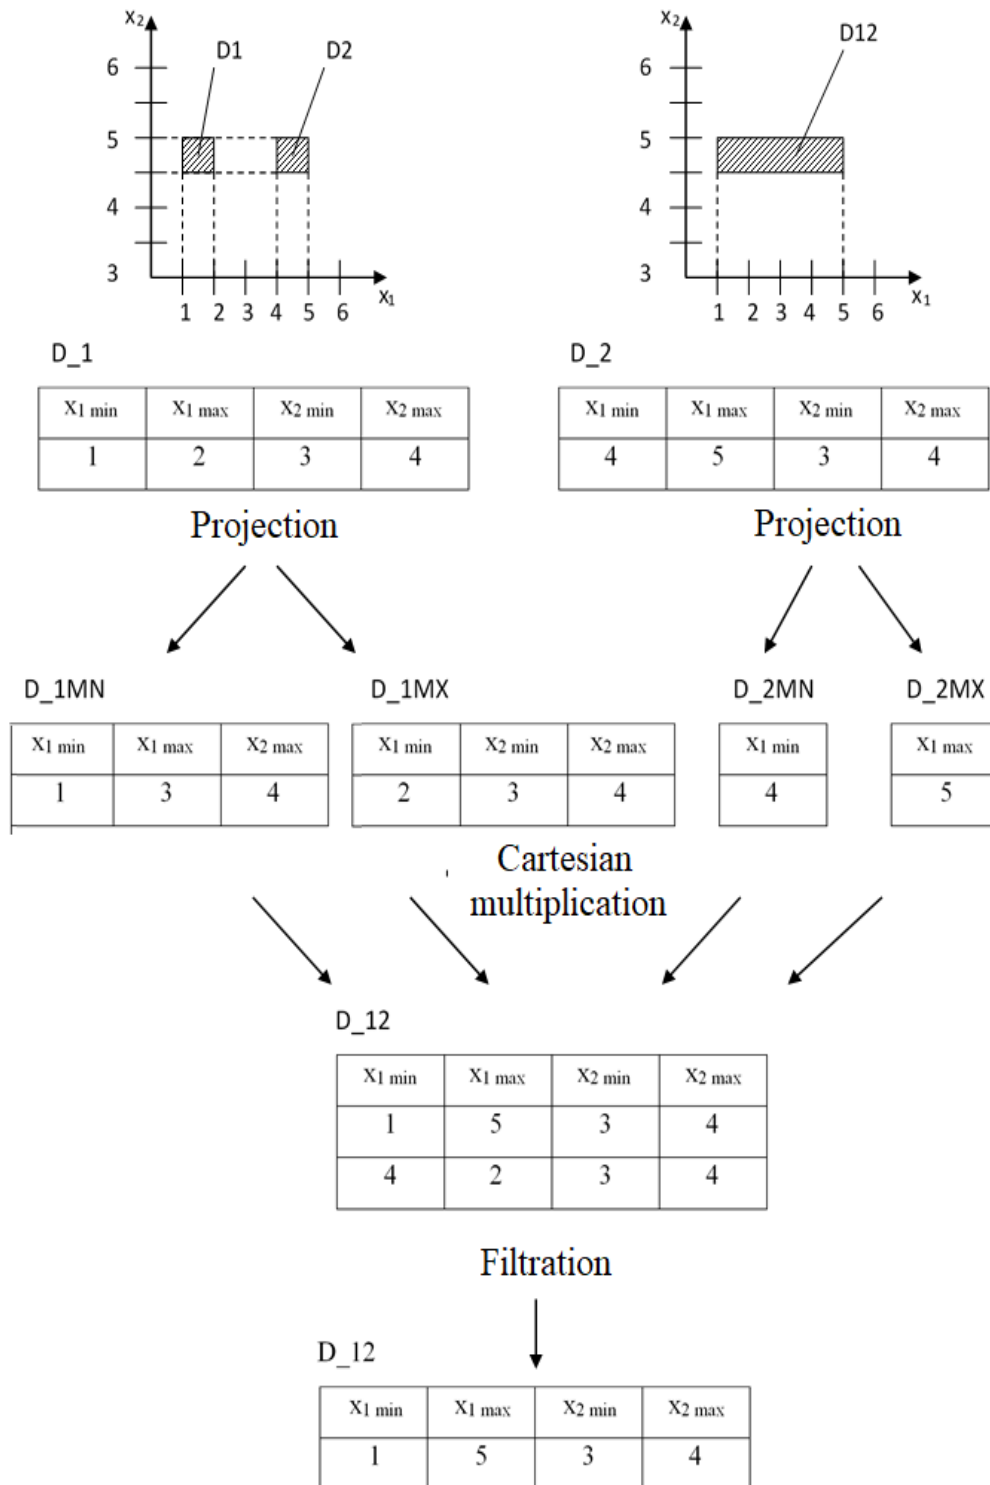 x2
D1
D2
6
5
4
3
1 2 3 4 5 6
x1
x2
D12
6
5
4
3
1 2 3 4 5 6
x1
D_1
X1 min X1 max X2 min X2 max
1 2 3 4
D_2
X1 min X1 max X2 min X2 max
4 5 3 4
Projection
Projection
D_1MN
X1 min X1 max X2 max
1 3 4
D_1MX
X1 min X2 min X2 max
2 3 4
D_2MN
X1 min
4
D_2MX
X1 max
5
Cartesian
multiplication
D_12
X1 min X1 max X2 min X2 max
1 5 3 4
4 2 3 4
Filtration
D_12
X1 min X1 max X2 min X2 max
1 5 3 4